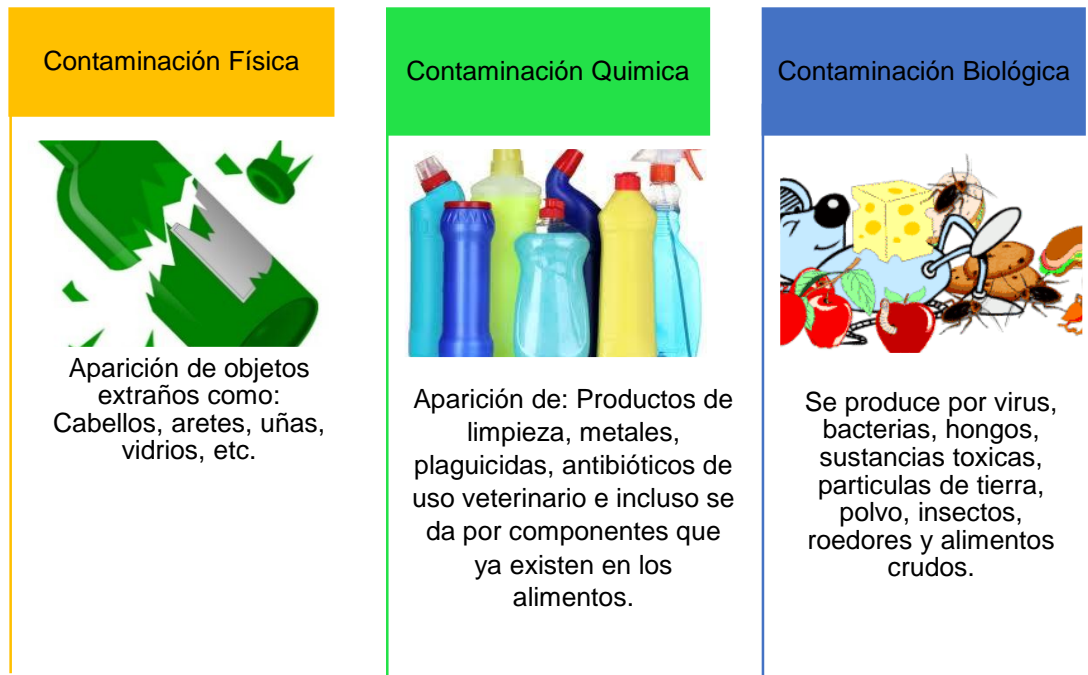 Contaminación Física
Aparición de objetos
extraños como:
Cabellos, aretes, uñas,
vidrios, etc.
Contaminación Quimica
Aparición de: Productos de
limpieza, metales,
plaguicidas, antibióticos de
uso veterinario e incluso se
da por componentes que
ya existen en los
alimentos.
Contaminación Biológica
Se produce por virus,
bacterias, hongos,
sustancias toxicas,
particulas de tierra,
polvo, insectos,
roedores y alimentos
crudos.